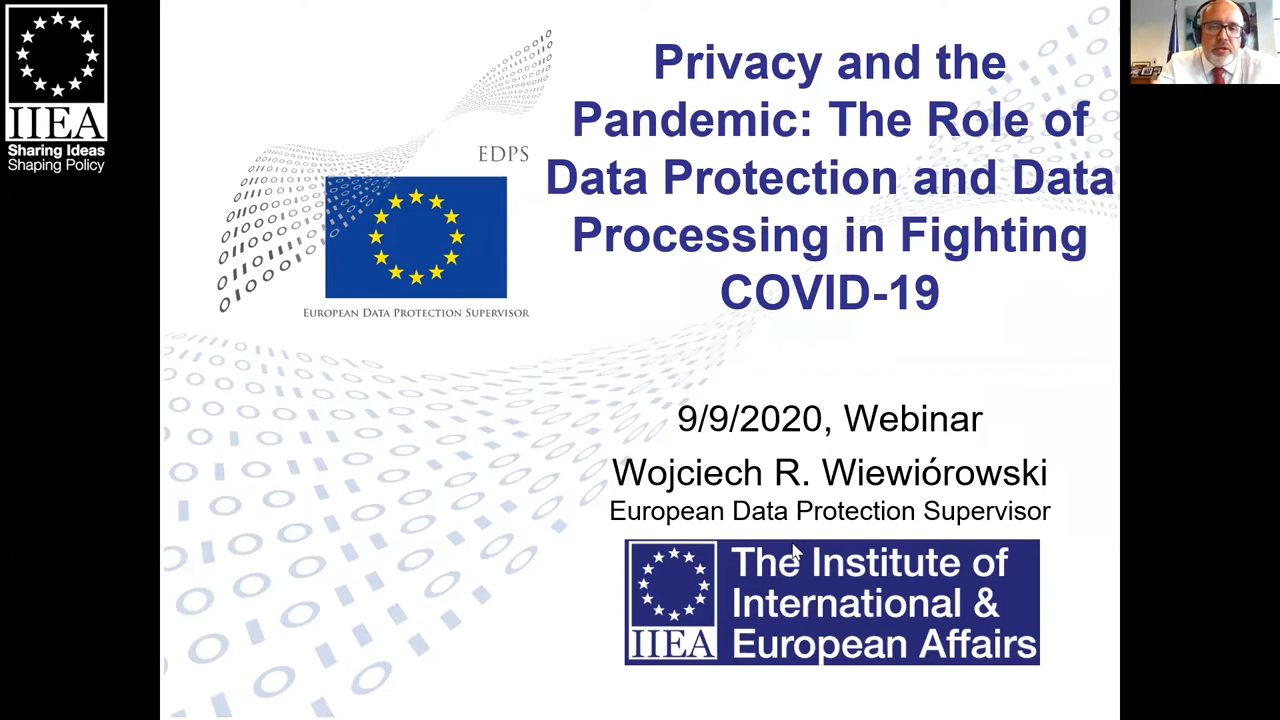 IIEA
Sharing Ideas
Shaping Policy
EDPS
EUROPEAN DATA PROTECTION SUPERVISOR
Privacy and the
Pandemic: The Role of
Data Protection and Data
Processing in Fighting
COVID-19
9/9/2020, Webinar
Wojciech R. Wiewiórowski
European Data Protection Supervisor
IIEA
The Institute of
International &
European Affairs